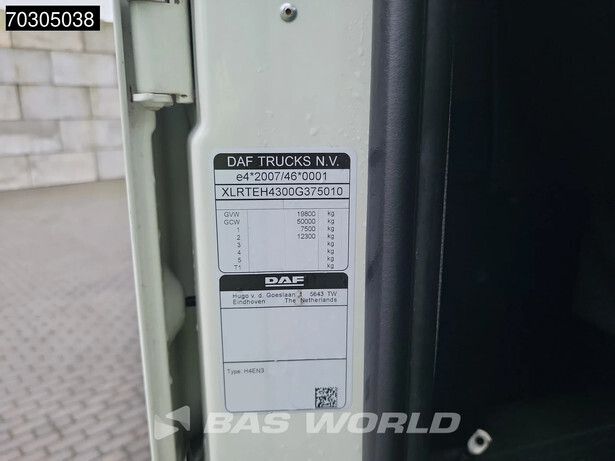 70305038
DAF TRUCKS N.V.
e4*2007/46*0001
XLRTEH4300G375010
GVW 19800 kg
GCW 50000 kg
1 7500 kg
2 12300 kg
3 kg
4 kg
5 kg
T1 kg
DAF
Hugo v. d. Goeslaan 1 5643 TW
Eindhoven The Netherlands
Type: H4EN3
BAS WORLD